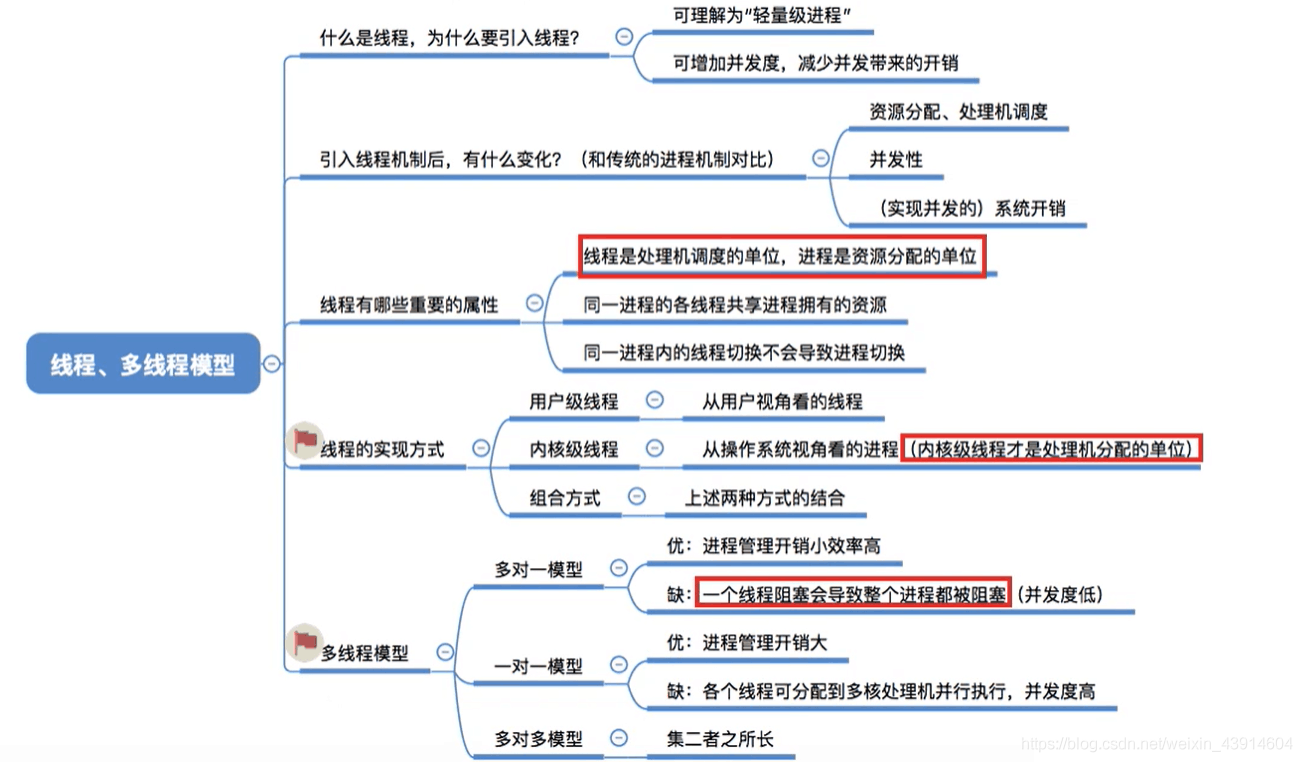 线程、多线程模型
什么是线程，为什么要引入线程？
可理解为“轻量级进程”
可增加并发度，减少并发带来的开销
引入线程机制后，有什么变化？（和传统的进程机制对比）
资源分配、处理机调度
并发性
（实现并发的）系统开销
线程有哪些重要的属性
线程是处理机调度的单位，进程是资源分配的单位
同一进程的各线程共享进程拥有的资源
同一进程内的线程切换不会导致进程切换
线程的实现方式
用户级线程
从用户视角看的线程
内核级线程
从操作系统视角看的进程（内核级线程才是处理机分配的单位）
组合方式
上述两种方式的结合
多线程模型
多对一模型
优：进程管理开销小效率高
缺：一个线程阻塞会导致整个进程都被阻塞（并发度低）
一对一模型
优：进程管理开销大
缺：各个线程可分配到多核处理机并行执行，并发度高
多对多模型
集二者之所长
https://blog.csdn.net/weixin_43914604